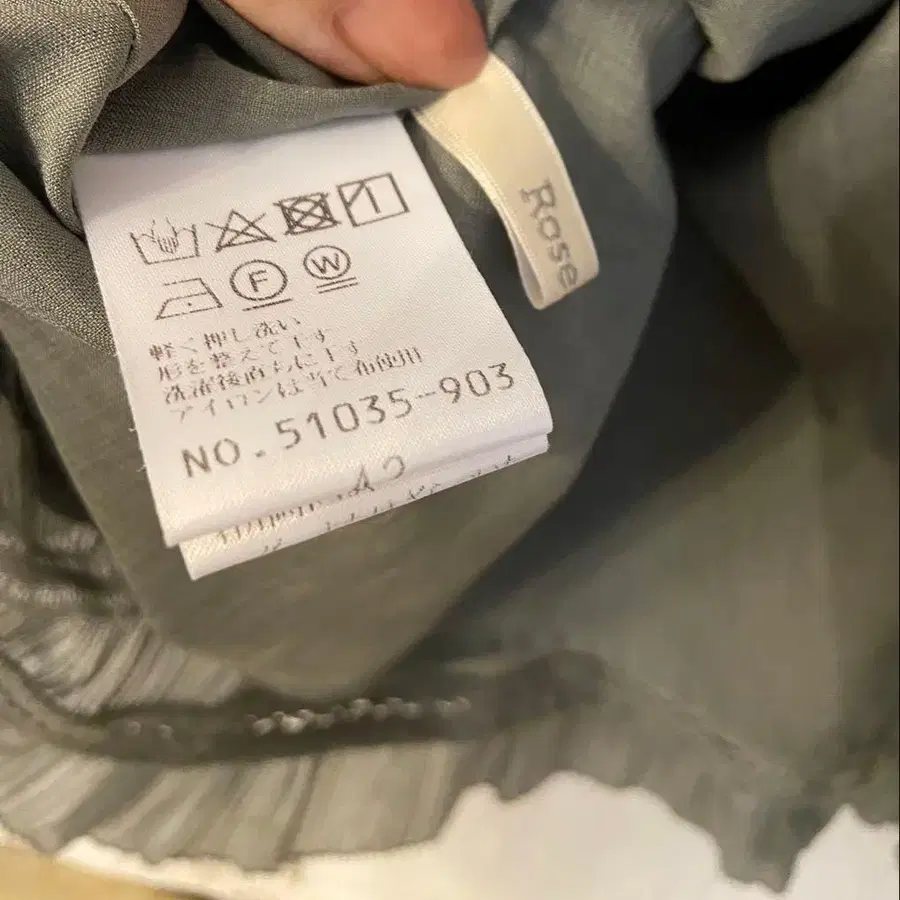 Rose
F W
軽く押し洗い
形を整えて干す
洗濯後直ちに干す
アイロンは当て布使用
NO.51035-903